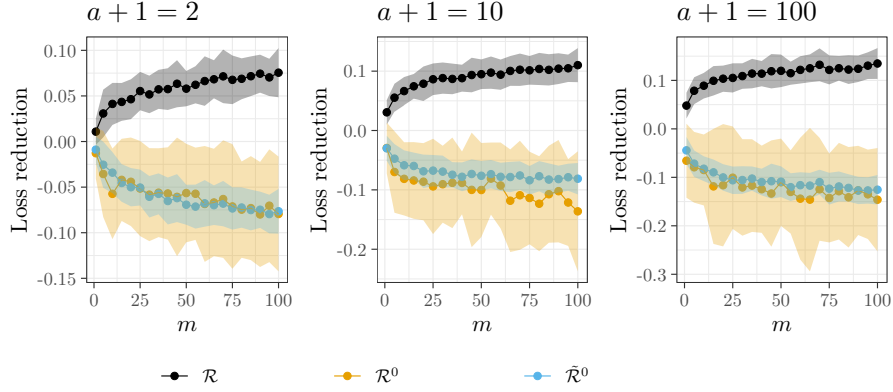 a + 1 = 2
a + 1 = 10
a + 1 = 100
Loss reduction
0.10
0.05
0.00
-0.05
-0.10
-0.15
0 25 50 75 100
m
Loss reduction
0.1
0.0
-0.1
-0.2
0 25 50 75 100
m
Loss reduction
0.1
0.0
-0.1
-0.2
-0.3
0 25 50 75 100
m
ℛ
ℛ⁰
ℛ̃⁰